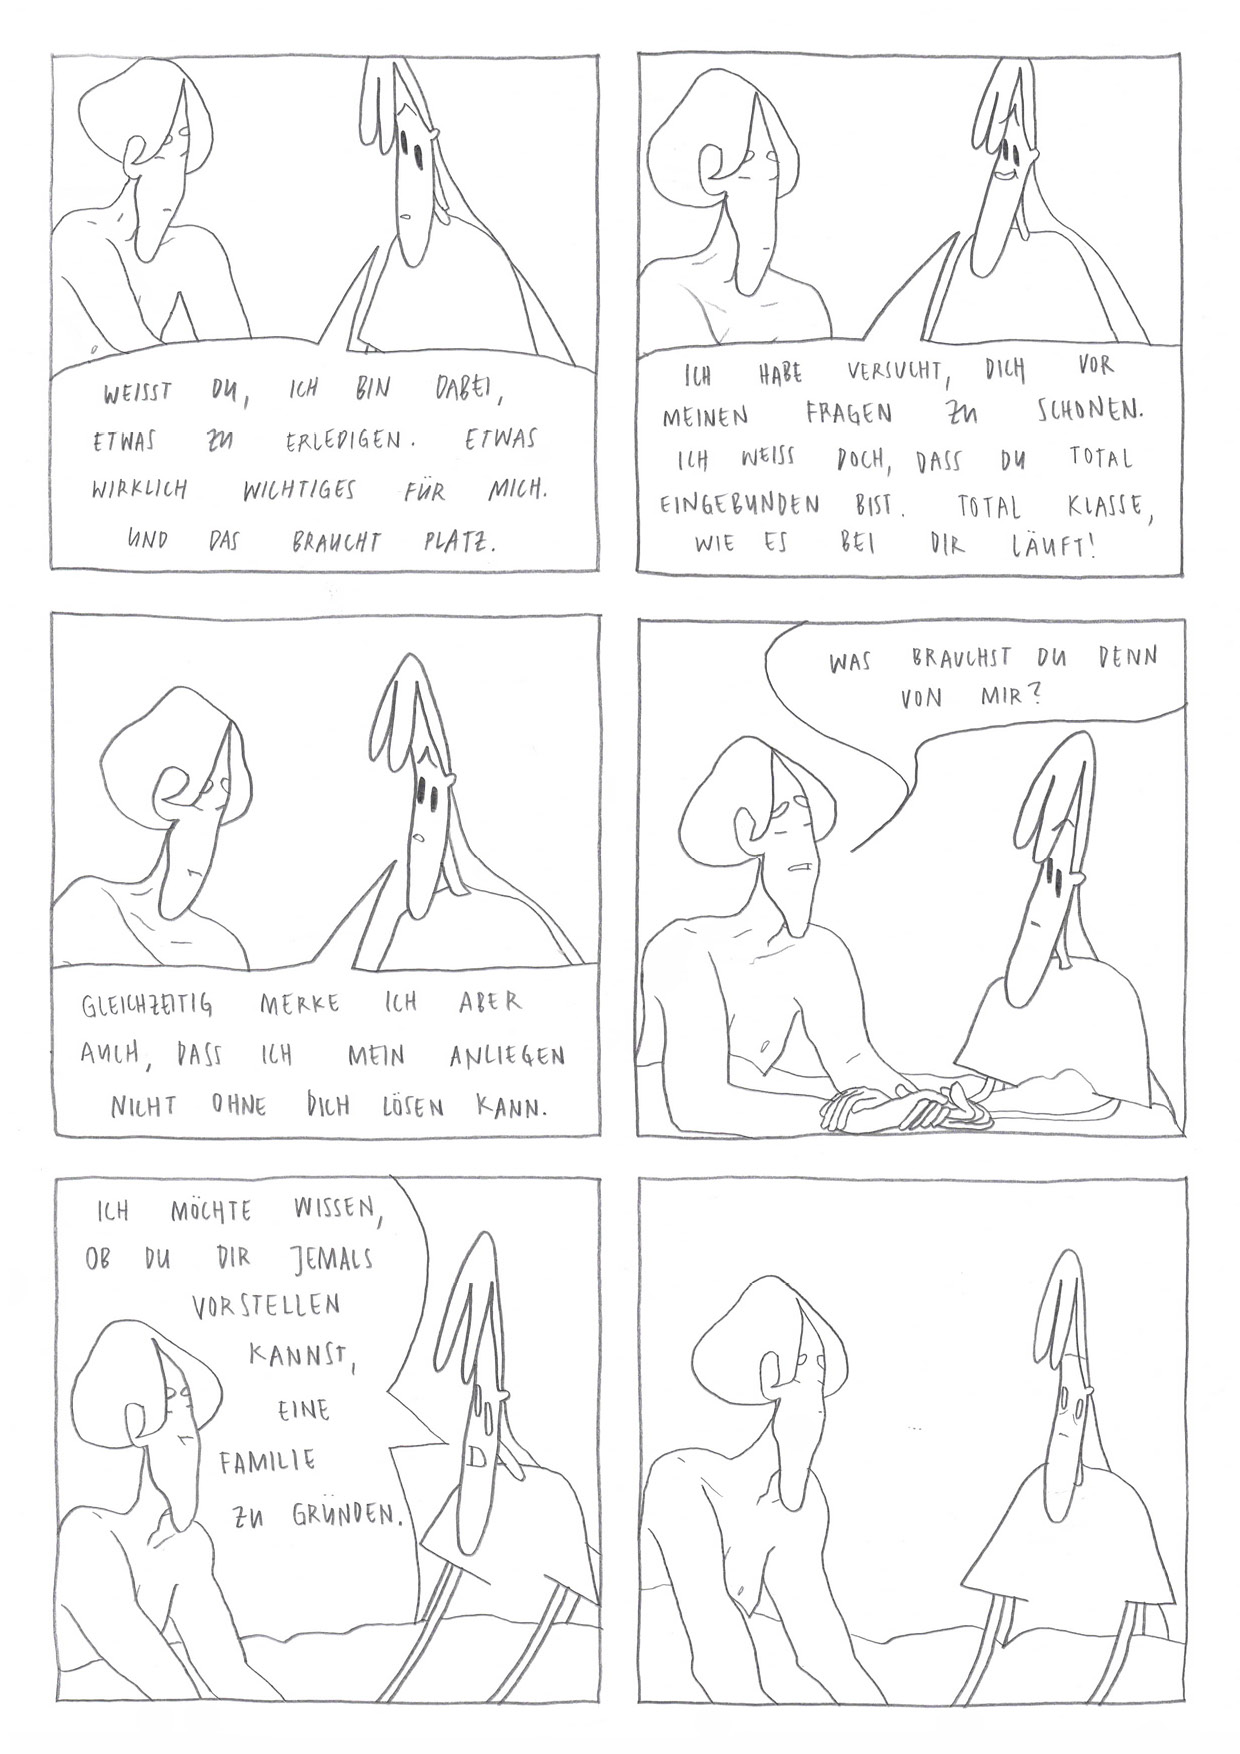 WEISST DU, ICH BIN DABEI,
ETWAS ZU ERLEDIGEN. ETWAS
WIRKLICH WICHTIGES FÜR MICH.
UND DAS BRAUCHT PLATZ.
ICH HABE VERSUCHT, DICH VOR
MEINEN FRAGEN ZU SCHONEN.
ICH WEISS DOCH, DASS DU TOTAL
EINGEBUNDEN BIST. TOTAL KLASSE,
WIE ES BEI DIR LÄUFT!
GLEICHZEITIG MERKE ICH ABER
AUCH, DASS ICH MEIN ANLIEGEN
NICHT OHNE DICH LÖSEN KANN.
WAS BRAUCHST DU DENN
VON MIR?
ICH MÖCHTE WISSEN,
OB DU DIR JEMALS
VORSTELLEN
KANNST,
EINE
FAMILIE
ZU GRÜNDEN.